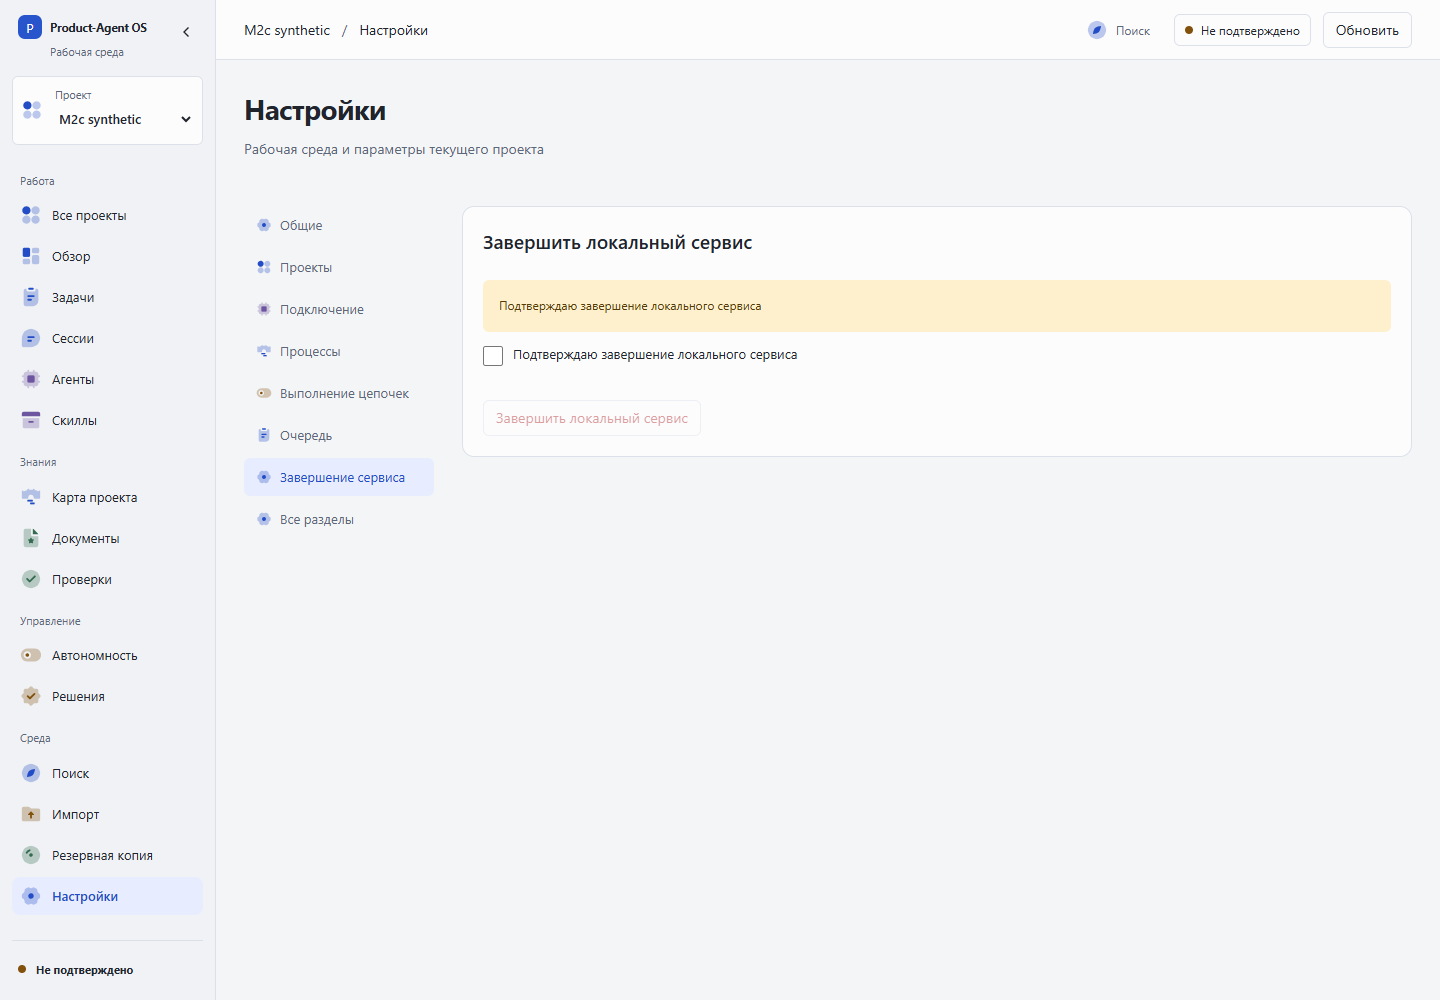 P
Product-Agent OS
Рабочая среда
Проект
M2c synthetic
Работа
Все проекты
Обзор
Задачи
Сессии
Агенты
Скиллы
Знания
Карта проекта
Документы
Проверки
Управление
Автономность
Решения
Среда
Поиск
Импорт
Резервная копия
Настройки
Не подтверждено
M2c synthetic / Настройки
Поиск
Не подтверждено
Обновить
Настройки
Рабочая среда и параметры текущего проекта
Общие
Проекты
Подключение
Процессы
Выполнение цепочек
Очередь
Завершение сервиса
Все разделы
Завершить локальный сервис
Подтверждаю завершение локального сервиса
Подтверждаю завершение локального сервиса
Завершить локальный сервис